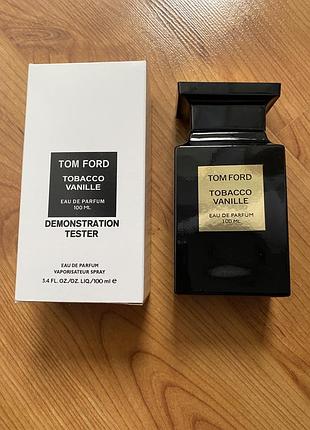 TOM FORD
TOBACCO
VANILLE
EAU DE PARFUM
100 ML
DEMONSTRATION
TESTER
EAU DE PARFUM
VAPORISATEUR SPRAY
3.4 FL. OZ./OZ. LIQ/100 ml e
TOM FORD
TOBACCO
VANILLE
EAU DE PARFUM
100 ML